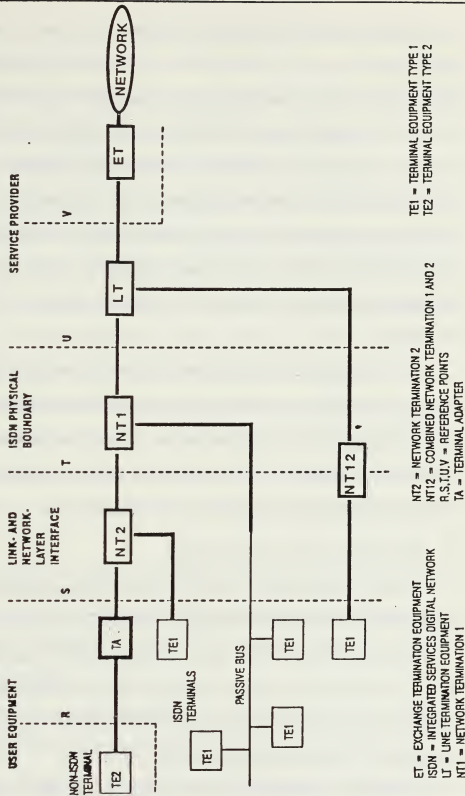 USER EQUIPMENT
LINK- AND
NETWORK-
LAYER
INTERFACE
ISDN PHYSICAL
BOUNDARY
SERVICE PROVIDER
R
S
T
U
V
NON-ISDN
TERMINAL
TE2
TA
NT2
NT1
LT
ET
NETWORK
TE1
ISDN
TERMINALS
PASSIVE BUS
TE1
TE1
TE1
TE1
NT12
ET = EXCHANGE TERMINATION EQUIPMENT
ISDN = INTEGRATED SERVICES DIGITAL NETWORK
LT = LINE TERMINATION EQUIPMENT
NT1 = NETWORK TERMINATION 1
NT2 = NETWORK TERMINATION 2
NT12 = COMBINED NETWORK TERMINATION 1 AND 2
R,S,T,U,V = REFERENCE POINTS
TA = TERMINAL ADAPTER
TE1 = TERMINAL EQUIPMENT TYPE 1
TE2 = TERMINAL EQUIPMENT TYPE 2